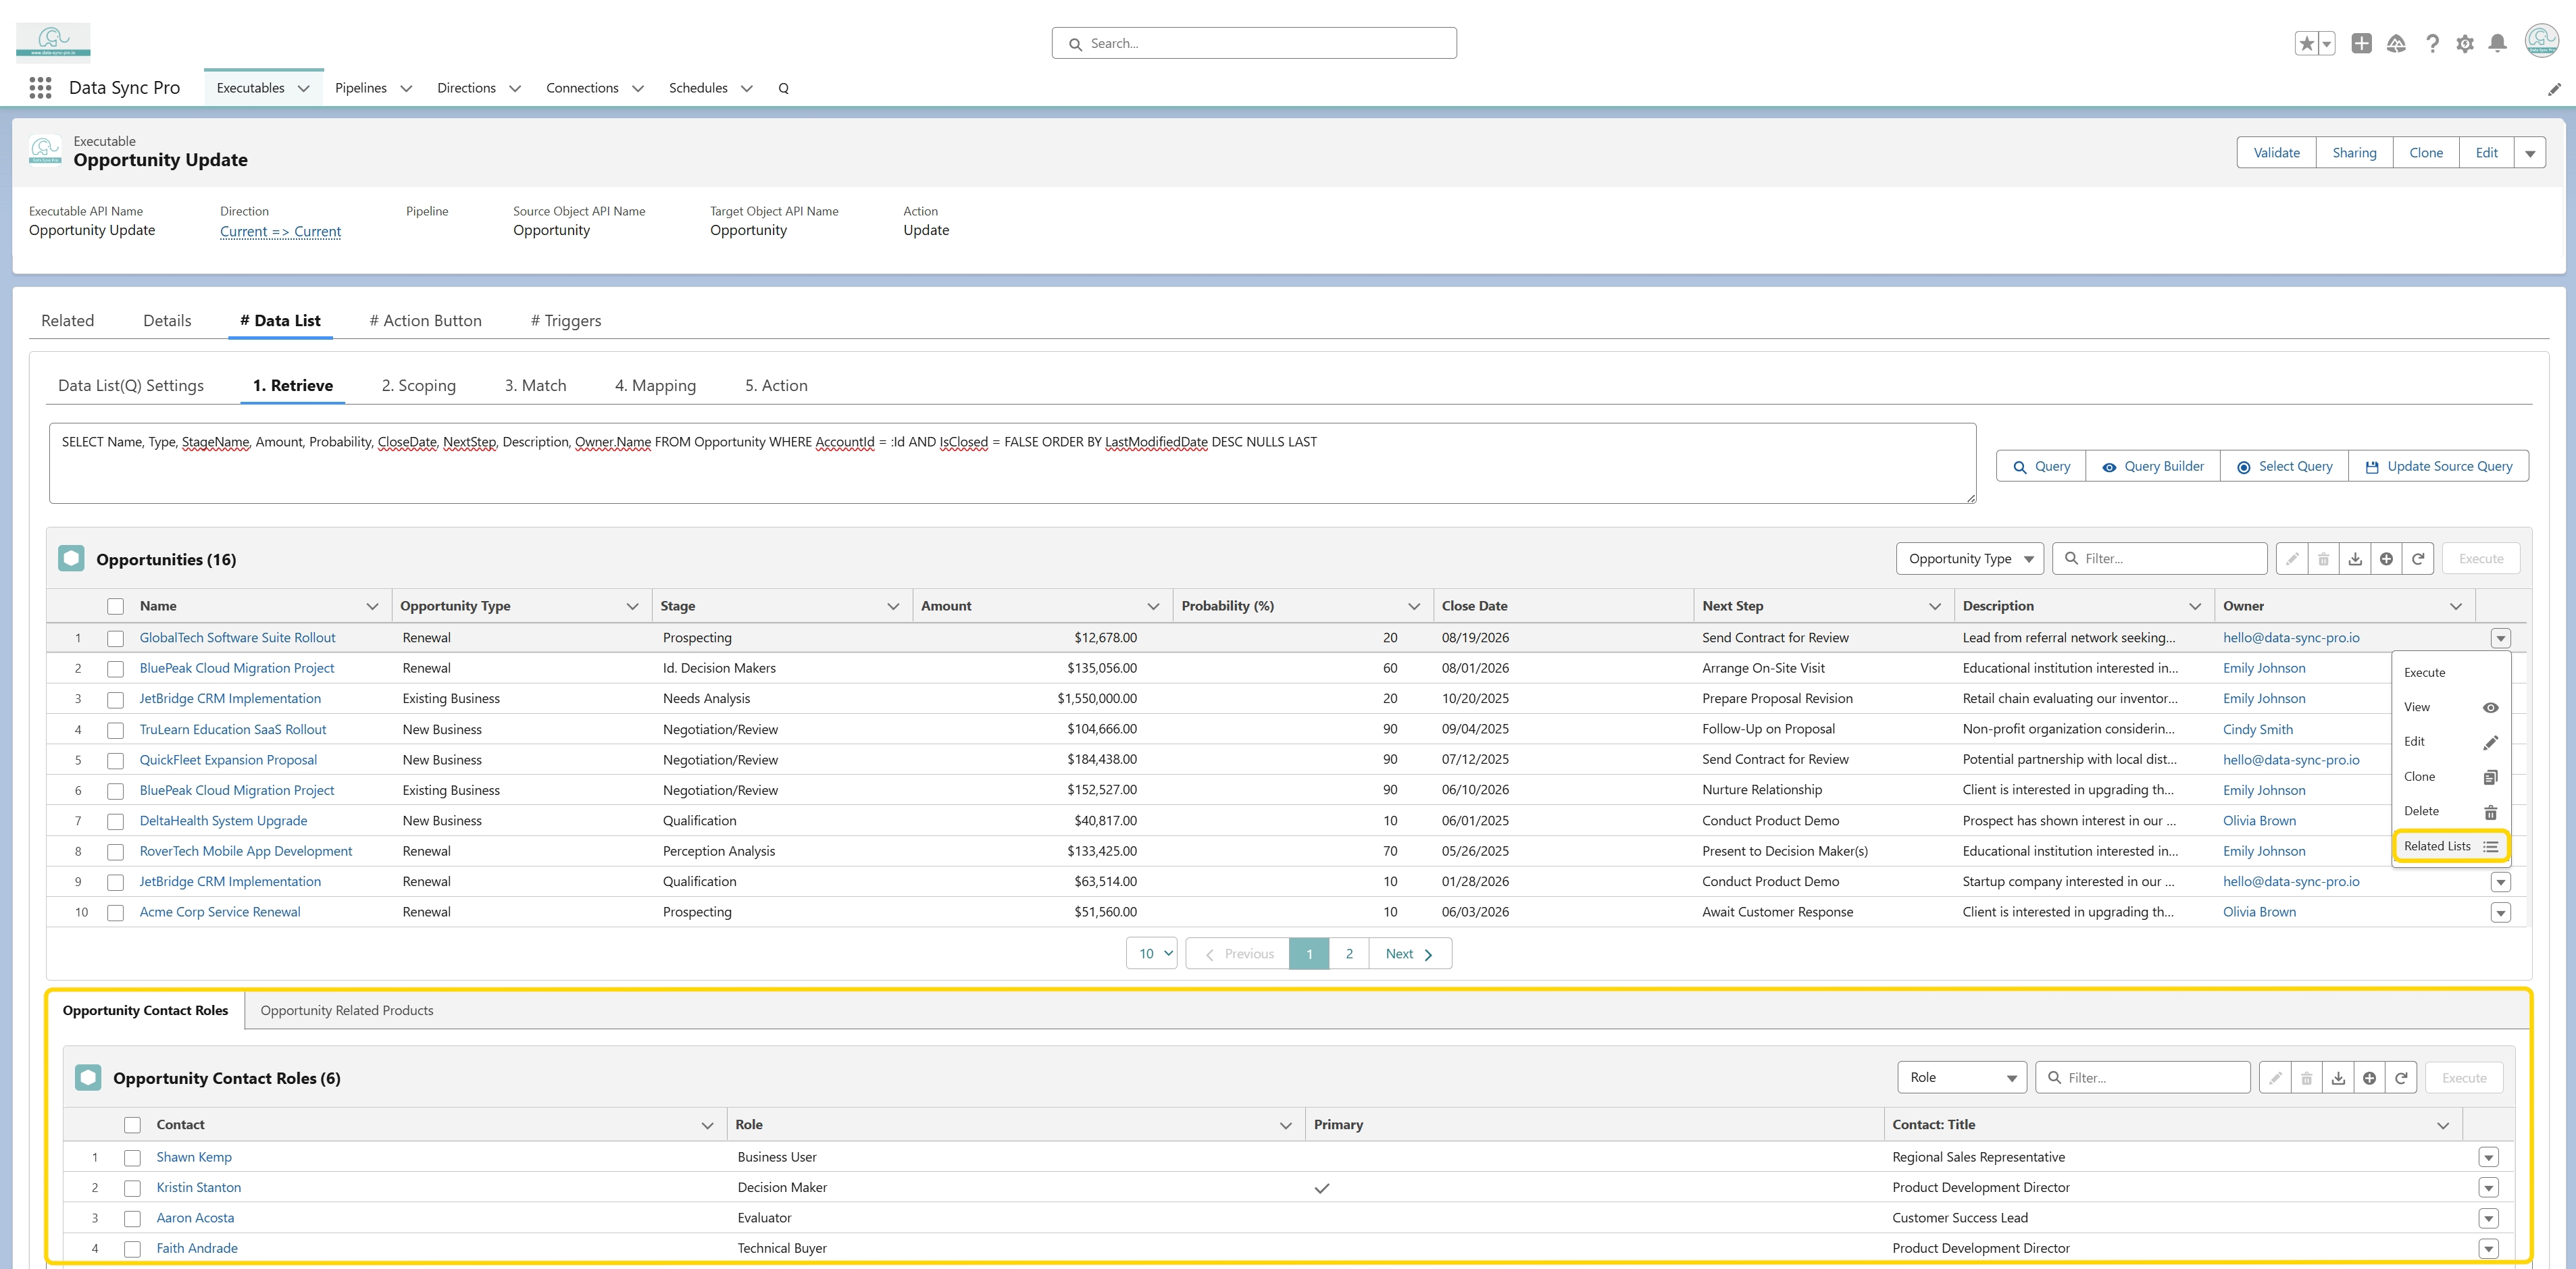 www.data-sync-pro.io
Search...
Data Sync Pro Executables Pipelines Directions Connections Schedules Q
Executable
Opportunity Update
Validate Sharing Clone Edit
Executable API Name Direction Pipeline Source Object API Name Target Object API Name Action
Opportunity Update Current => Current Opportunity Opportunity Update
Related Details # Data List # Action Button # Triggers
Data List(Q) Settings 1. Retrieve 2. Scoping 3. Match 4. Mapping 5. Action
SELECT Name, Type, StageName, Amount, Probability, CloseDate, NextStep, Description, Owner.Name FROM Opportunity WHERE AccountId = :Id AND IsClosed = FALSE ORDER BY LastModifiedDate DESC NULLS LAST
Query Query Builder Select Query Update Source Query
Opportunities (16) Opportunity Type Filter... Execute
Name Opportunity Type Stage Amount Probability (%) Close Date Next Step Description Owner
1 GlobalTech Software Suite Rollout Renewal Prospecting $12,678.00 20 08/19/2026 Send Contract for Review Lead from referral network seeking... hello@data-sync-pro.io
2 BluePeak Cloud Migration Project Renewal Id. Decision Makers $135,056.00 60 08/01/2026 Arrange On-Site Visit Educational institution interested in... Emily Johnson
3 JetBridge CRM Implementation Existing Business Needs Analysis $1,550,000.00 20 10/20/2025 Prepare Proposal Revision Retail chain evaluating our inventor... Emily Johnson
4 TruLearn Education SaaS Rollout New Business Negotiation/Review $104,666.00 90 09/04/2025 Follow-Up on Proposal Non-profit organization considerin... Cindy Smith
5 QuickFleet Expansion Proposal New Business Negotiation/Review $184,438.00 90 07/12/2025 Send Contract for Review Potential partnership with local dist... hello@data-sync-pro.io
6 BluePeak Cloud Migration Project Existing Business Negotiation/Review $152,527.00 90 06/10/2025 Nurture Relationship Client is interested in upgrading th... Emily Johnson
7 DeltaHealth System Upgrade New Business Qualification $40,817.00 10 06/01/2025 Conduct Product Demo Prospect has shown interest in our ... Olivia Brown
8 RoverTech Mobile App Development Renewal Perception Analysis $133,425.00 70 05/26/2025 Present to Decision Maker(s) Educational institution interested in... Emily Johnson
9 JetBridge CRM Implementation Renewal Qualification $63,514.00 10 01/28/2026 Conduct Product Demo Startup company interested in our ... hello@data-sync-pro.io
10 Acme Corp Service Renewal Renewal Prospecting $51,560.00 10 06/03/2026 Await Customer Response Client is interested in upgrading th... Olivia Brown
Execute
View
Edit
Clone
Delete
Related Lists
10 Previous 1 2 Next
Opportunity Contact Roles Opportunity Related Products
Opportunity Contact Roles (6) Role Filter... Execute
Contact Role Primary Contact: Title
1 Shawn Kemp Business User Regional Sales Representative
2 Kristin Stanton Decision Maker Product Development Director
3 Aaron Acosta Evaluator Customer Success Lead
4 Faith Andrade Technical Buyer Product Development Director